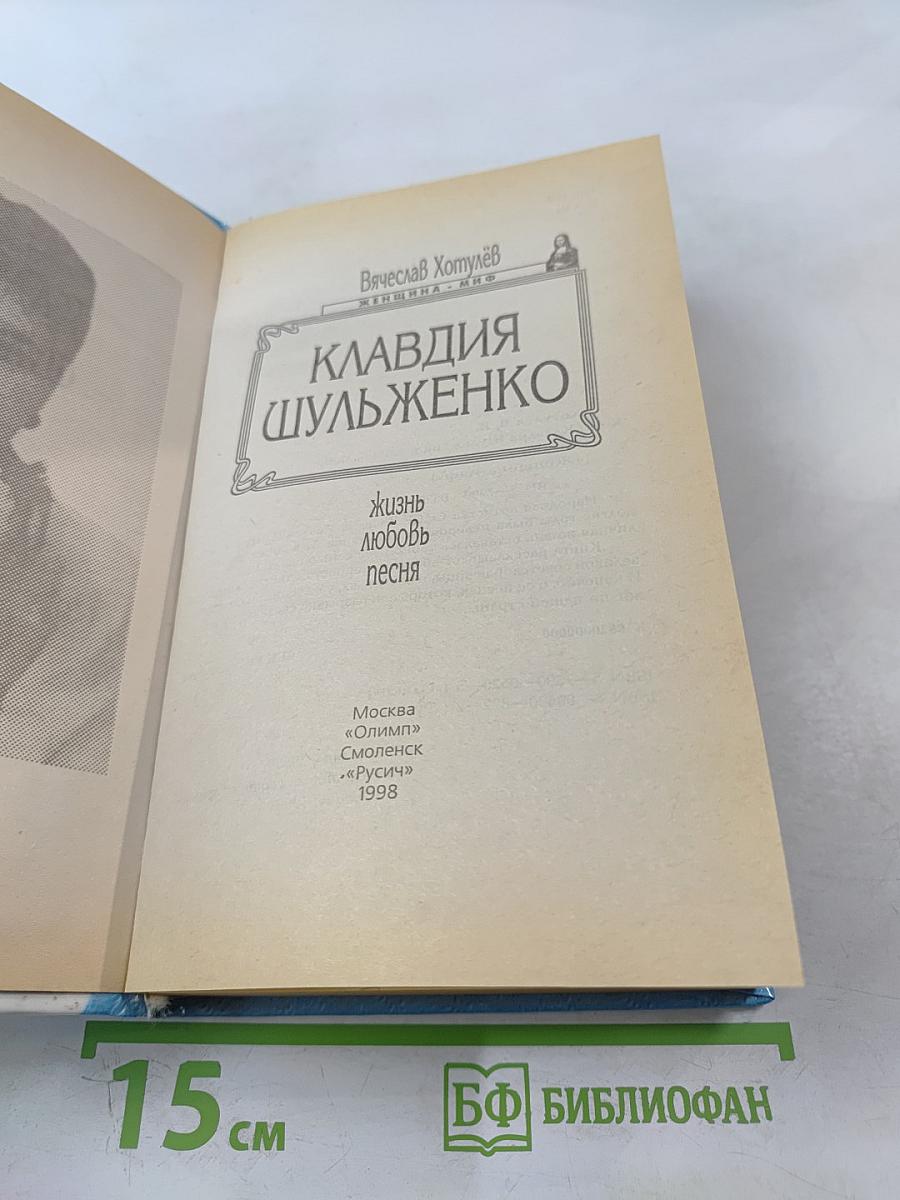 Вячеслав Хотулёв
ЖЕНЩИНА - МИФ
КЛАВДИЯ
ШУЛЬЖЕНКО
жизнь
любовь
песня
Москва
«Олимп»
Смоленск
«Русич»
1998
15 см
БФ БИБЛИОФАН